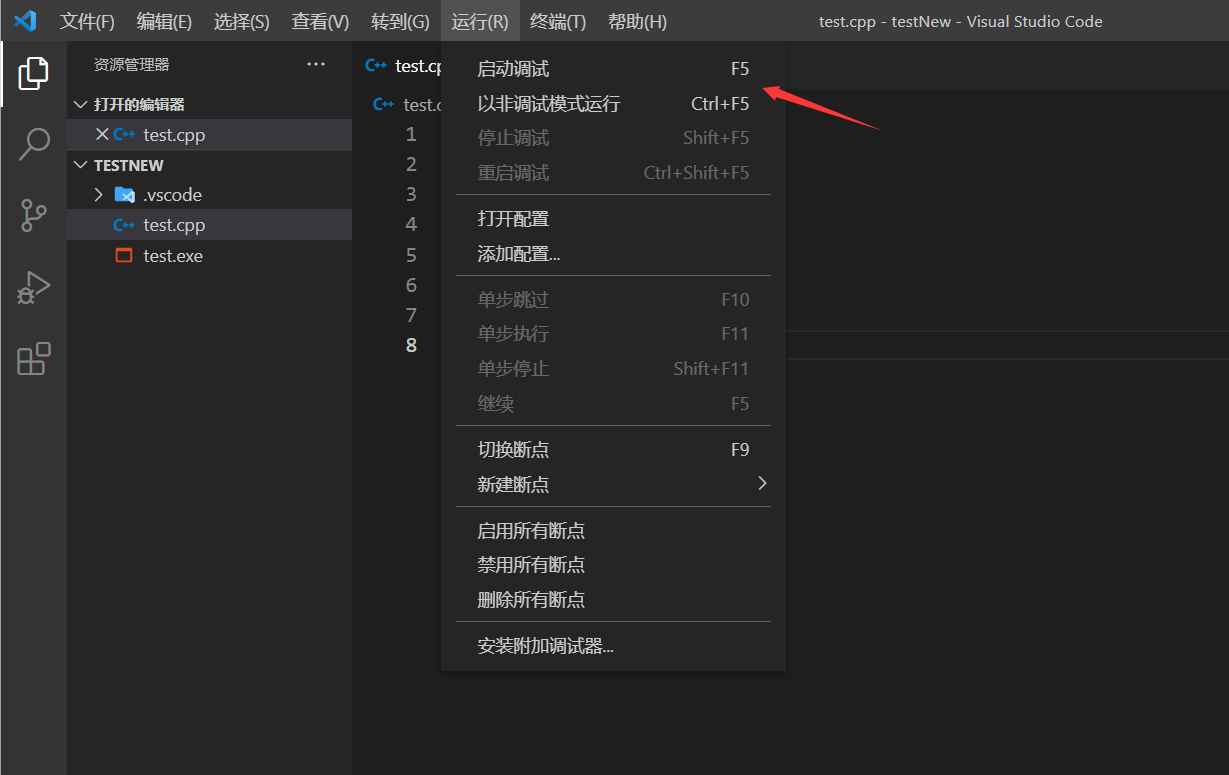 文件(F) 编辑(E) 选择(S) 查看(V) 转到(G) 运行(R) 终端(T) 帮助(H) test.cpp - testNew - Visual Studio Code
资源管理器 ···
打开的编辑器
C++ test.cpp
TESTNEW
.vscode
C++ test.cpp
test.exe
C++ test.cp
C++ test.c
1
2
3
4
5
6
7
8
启动调试 F5
以非调试模式运行 Ctrl+F5
停止调试 Shift+F5
重启调试 Ctrl+Shift+F5
打开配置
添加配置...
单步跳过 F10
单步执行 F11
单步停止 Shift+F11
继续 F5
切换断点 F9
新建断点
启用所有断点
禁用所有断点
删除所有断点
安装附加调试器...